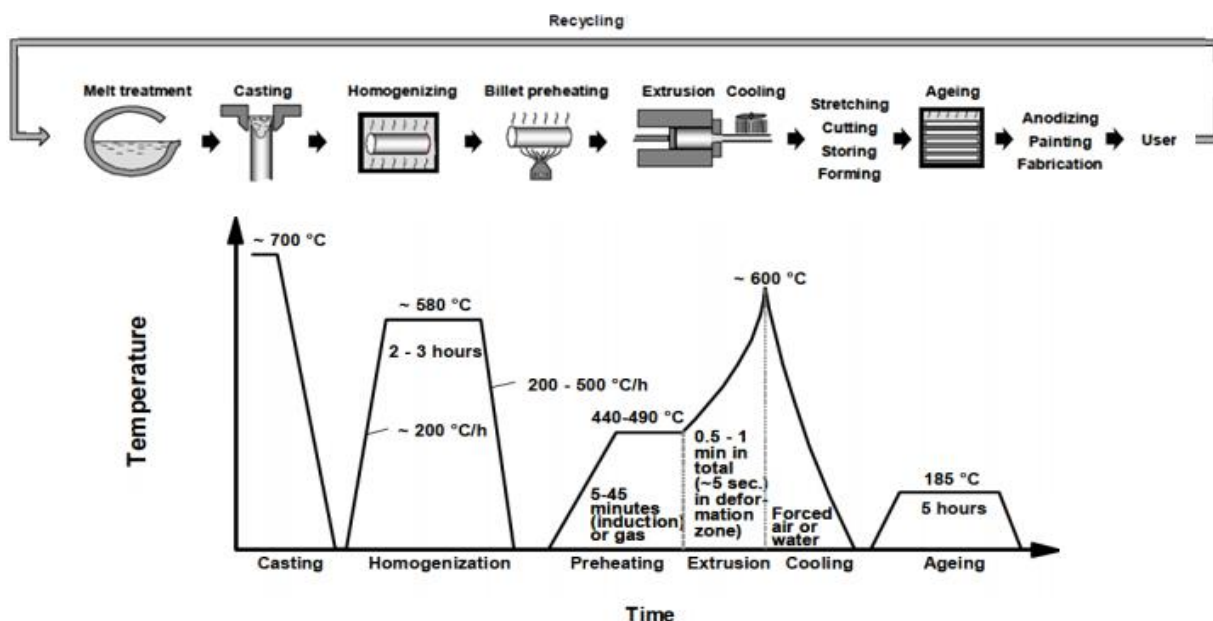 Recycling
Melt treatment
Casting
Homogenizing
Billet preheating
Extrusion
Cooling
Stretching
Cutting
Storing
Forming
Ageing
Anodizing
Painting
Fabrication
User
~ 700 °C
~ 580 °C
2 - 3 hours
~ 200 °C/h
200 - 500 °C/h
440-490 °C
5-45
minutes
(induction)
or gas
~ 600 °C
0.5 - 1
min in
total
(~5 sec.)
in defor-
mation
zone)
Forced
air or
water
185 °C
5 hours
Temperature
Casting
Homogenization
Preheating
Extrusion
Cooling
Ageing
Time